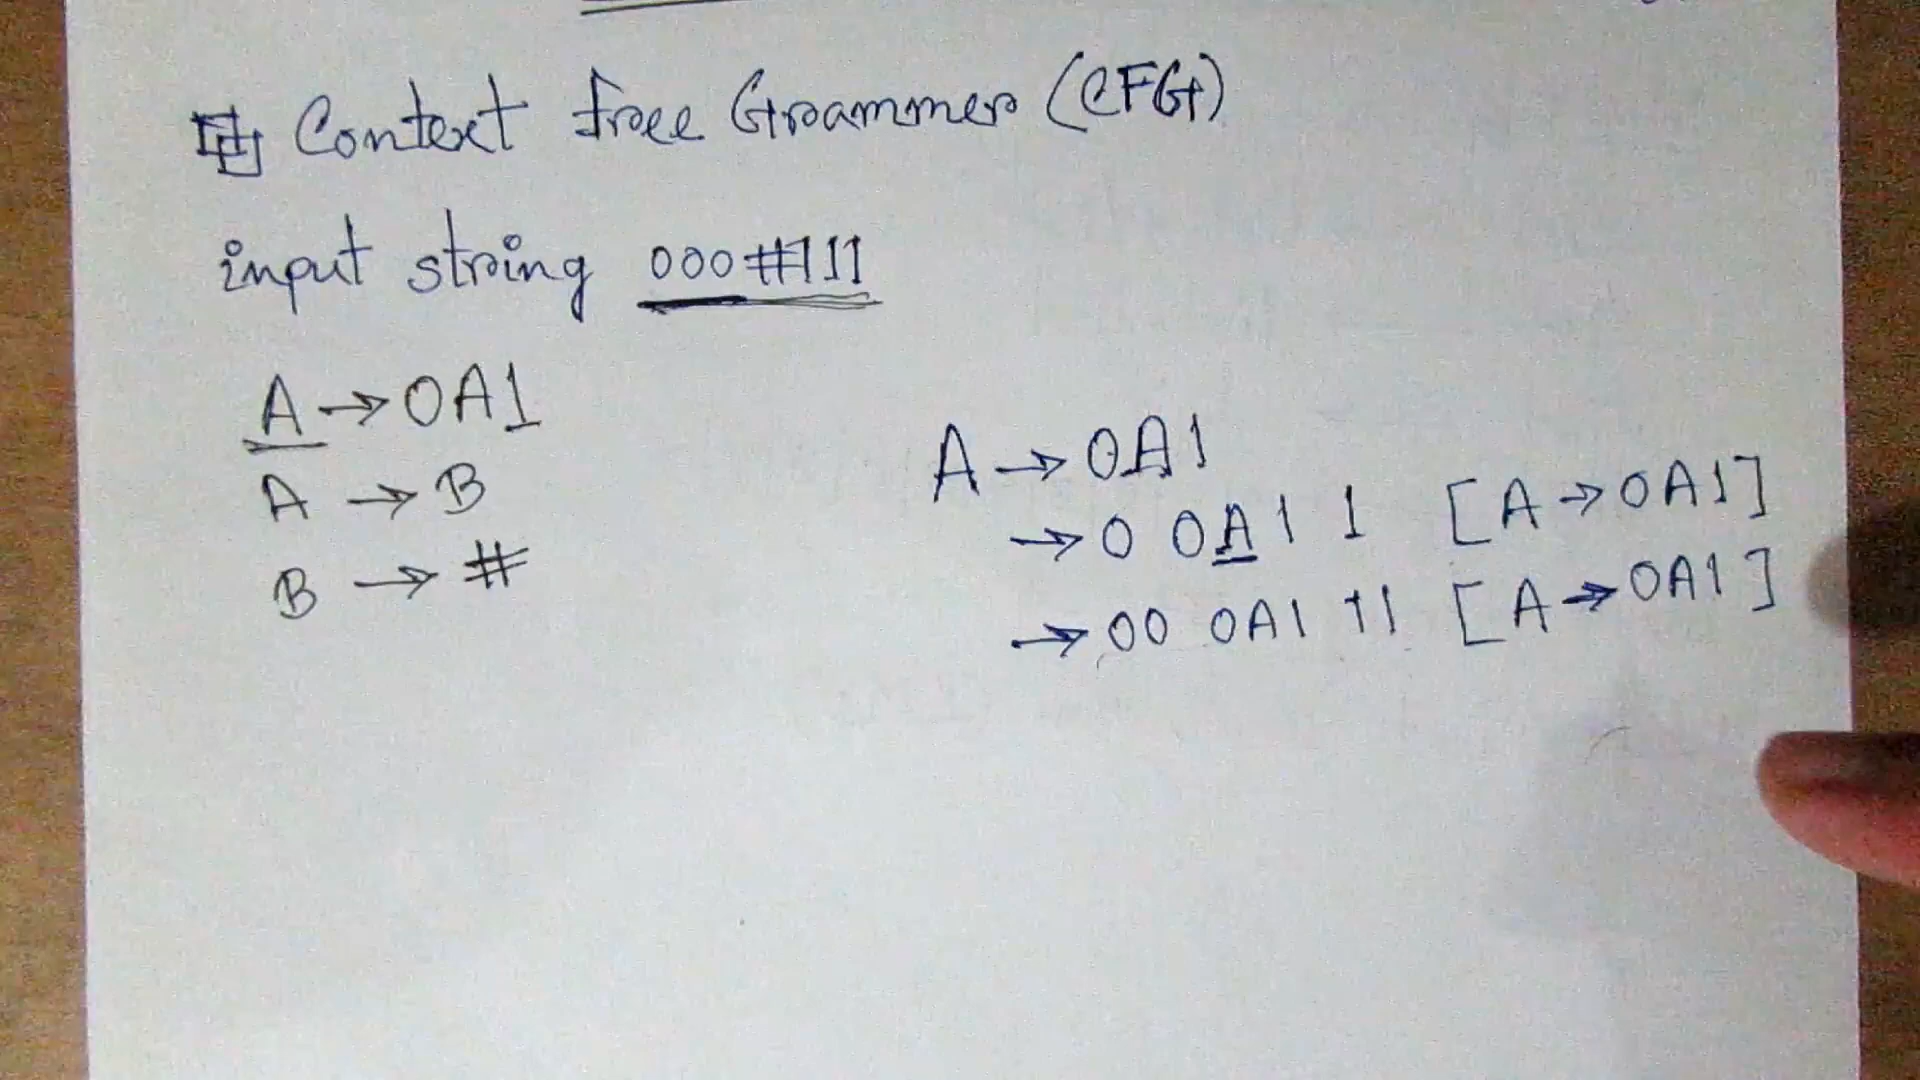 Context free Grammer (CFG)
input string 000#111
A → 0A1
A → B
B → #
A → 0A1
→ 0 0A1 1 [A → 0A1]
→ 00 0A1 11 [A → 0A1]